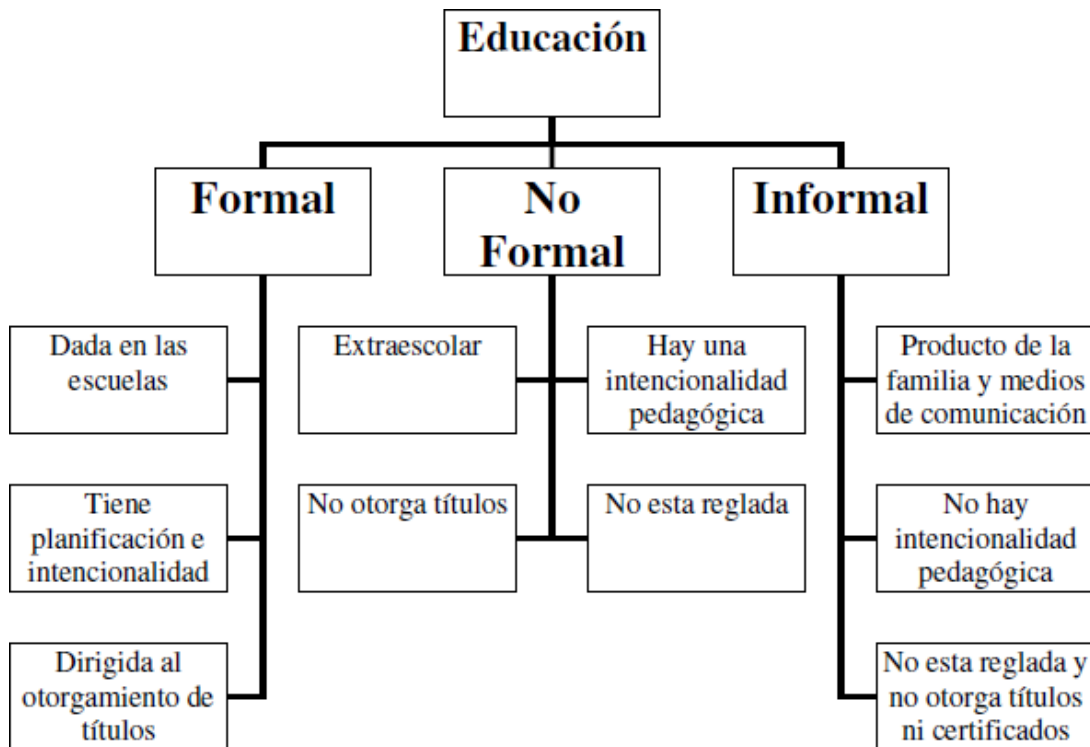 Educación
Formal
No
Formal
Informal
Dada en las
escuelas
Extraescolar
Hay una
intencionalidad
pedagógica
Producto de la
familia y medios
de comunicación
Tiene
planificación e
intencionalidad
No otorga títulos
No esta reglada
No hay
intencionalidad
pedagógica
Dirigida al
otorgamiento de
títulos
No esta reglada y
no otorga títulos
ni certificados